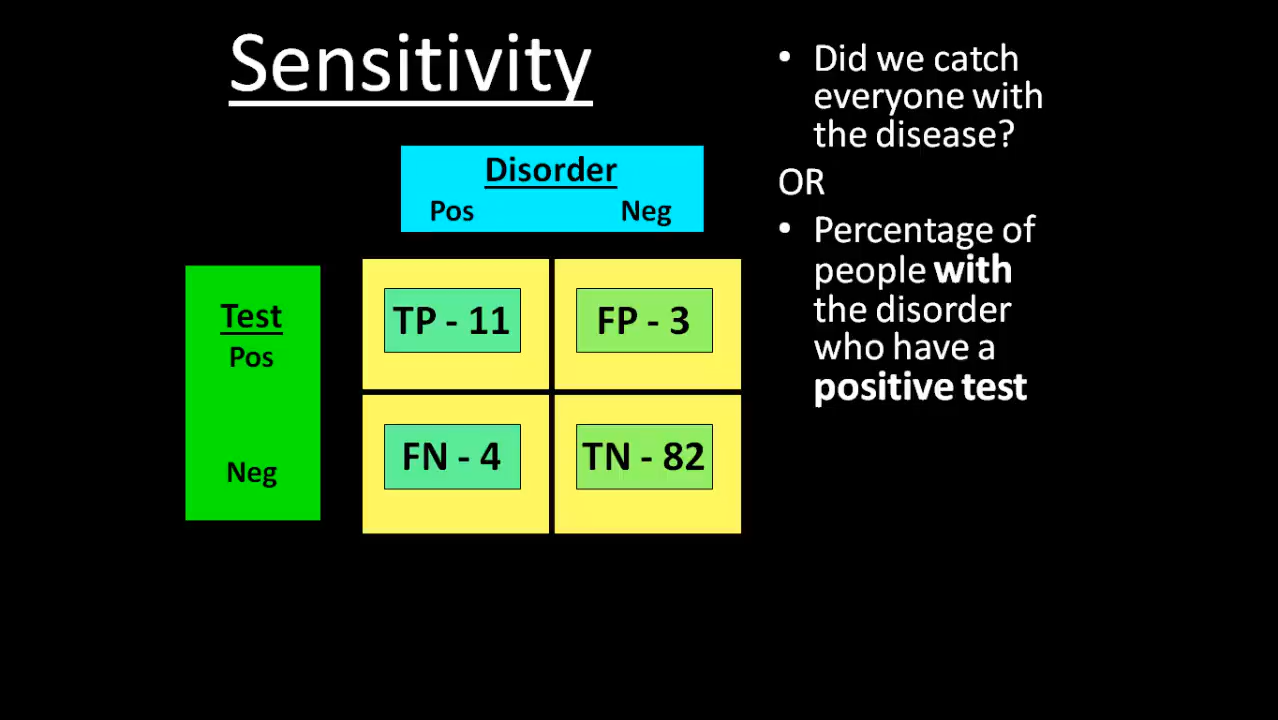 Sensitivity
Disorder
Pos Neg
Test
Pos
Neg
TP - 11
FP - 3
FN - 4
TN - 82
• Did we catch
everyone with
the disease?
OR
• Percentage of
people with
the disorder
who have a
positive test